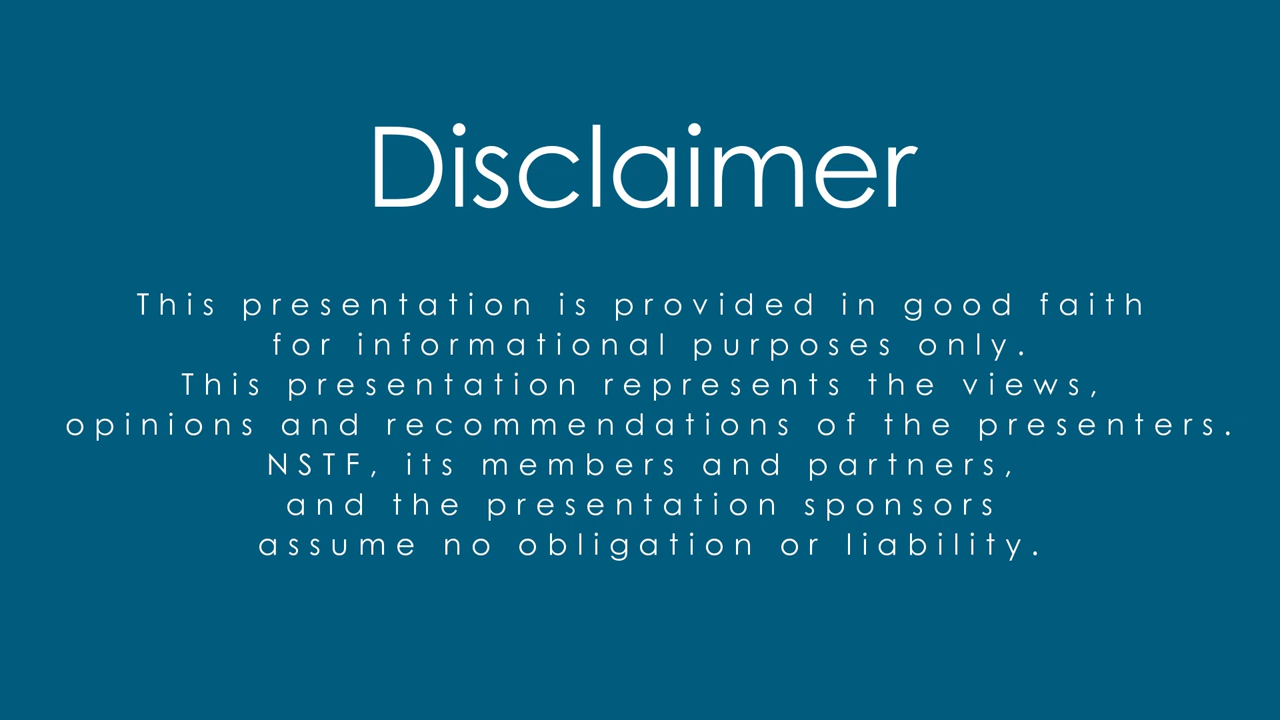 Disclaimer
This presentation is provided in good faith
for informational purposes only.
This presentation represents the views,
opinions and recommendations of the presenters.
NSTF, its members and partners,
and the presentation sponsors
assume no obligation or liability.